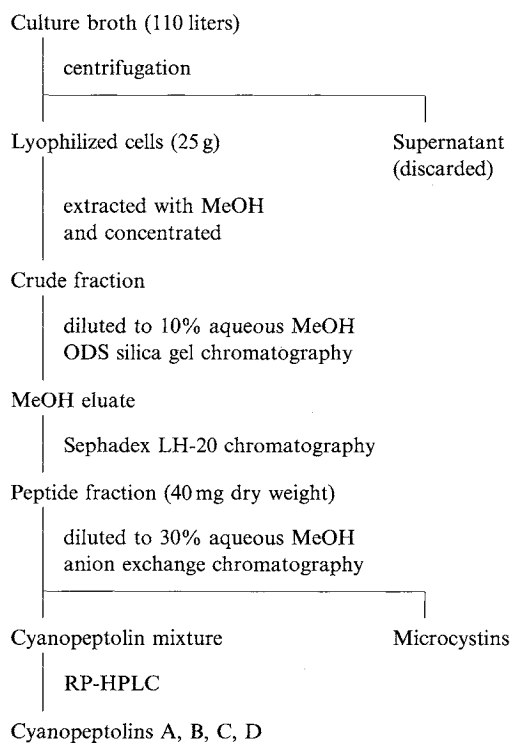 Culture broth (110 liters)
centrifugation
Lyophilized cells (25 g)
Supernatant
(discarded)
extracted with MeOH
and concentrated
Crude fraction
diluted to 10% aqueous MeOH
ODS silica gel chromatography
MeOH eluate
Sephadex LH-20 chromatography
Peptide fraction (40 mg dry weight)
diluted to 30% aqueous MeOH
anion exchange chromatography
Cyanopeptolin mixture
Microcystins
RP-HPLC
Cyanopeptolins A, B, C, D